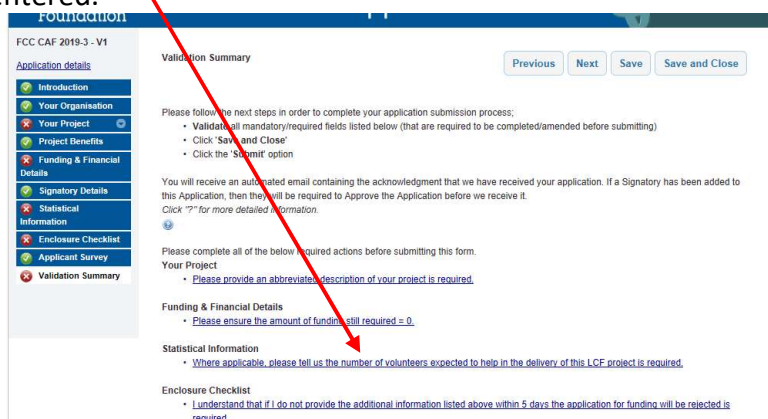 entered.
Foundation
FCC CAF 2019-3 - V1
Application details
Introduction
Your Organisation
Your Project
Project Benefits
Funding & Financial
Details
Signatory Details
Statistical
Information
Enclosure Checklist
Applicant Survey
Validation Summary
Validation Summary
Previous Next Save Save and Close
Please follow the next steps in order to complete your application submission process;
• Validate all mandatory/required fields listed below (that are required to be completed/amended before submitting)
• Click 'Save and Close'
• Click the 'Submit' option
You will receive an automated email containing the acknowledgment that we have received your application. If a Signatory has been added to
this Application, then they will be required to Approve the Application before we receive it.
Click "?" for more detailed information.
?
Please complete all of the below required actions before submitting this form.
Your Project
• Please provide an abbreviated description of your project is required.
Funding & Financial Details
• Please ensure the amount of funding still required = 0.
Statistical Information
• Where applicable, please tell us the number of volunteers expected to help in the delivery of this LCF project is required.
Enclosure Checklist
• I understand that if I do not provide the additional information listed above within 5 days the application for funding will be rejected is
required.